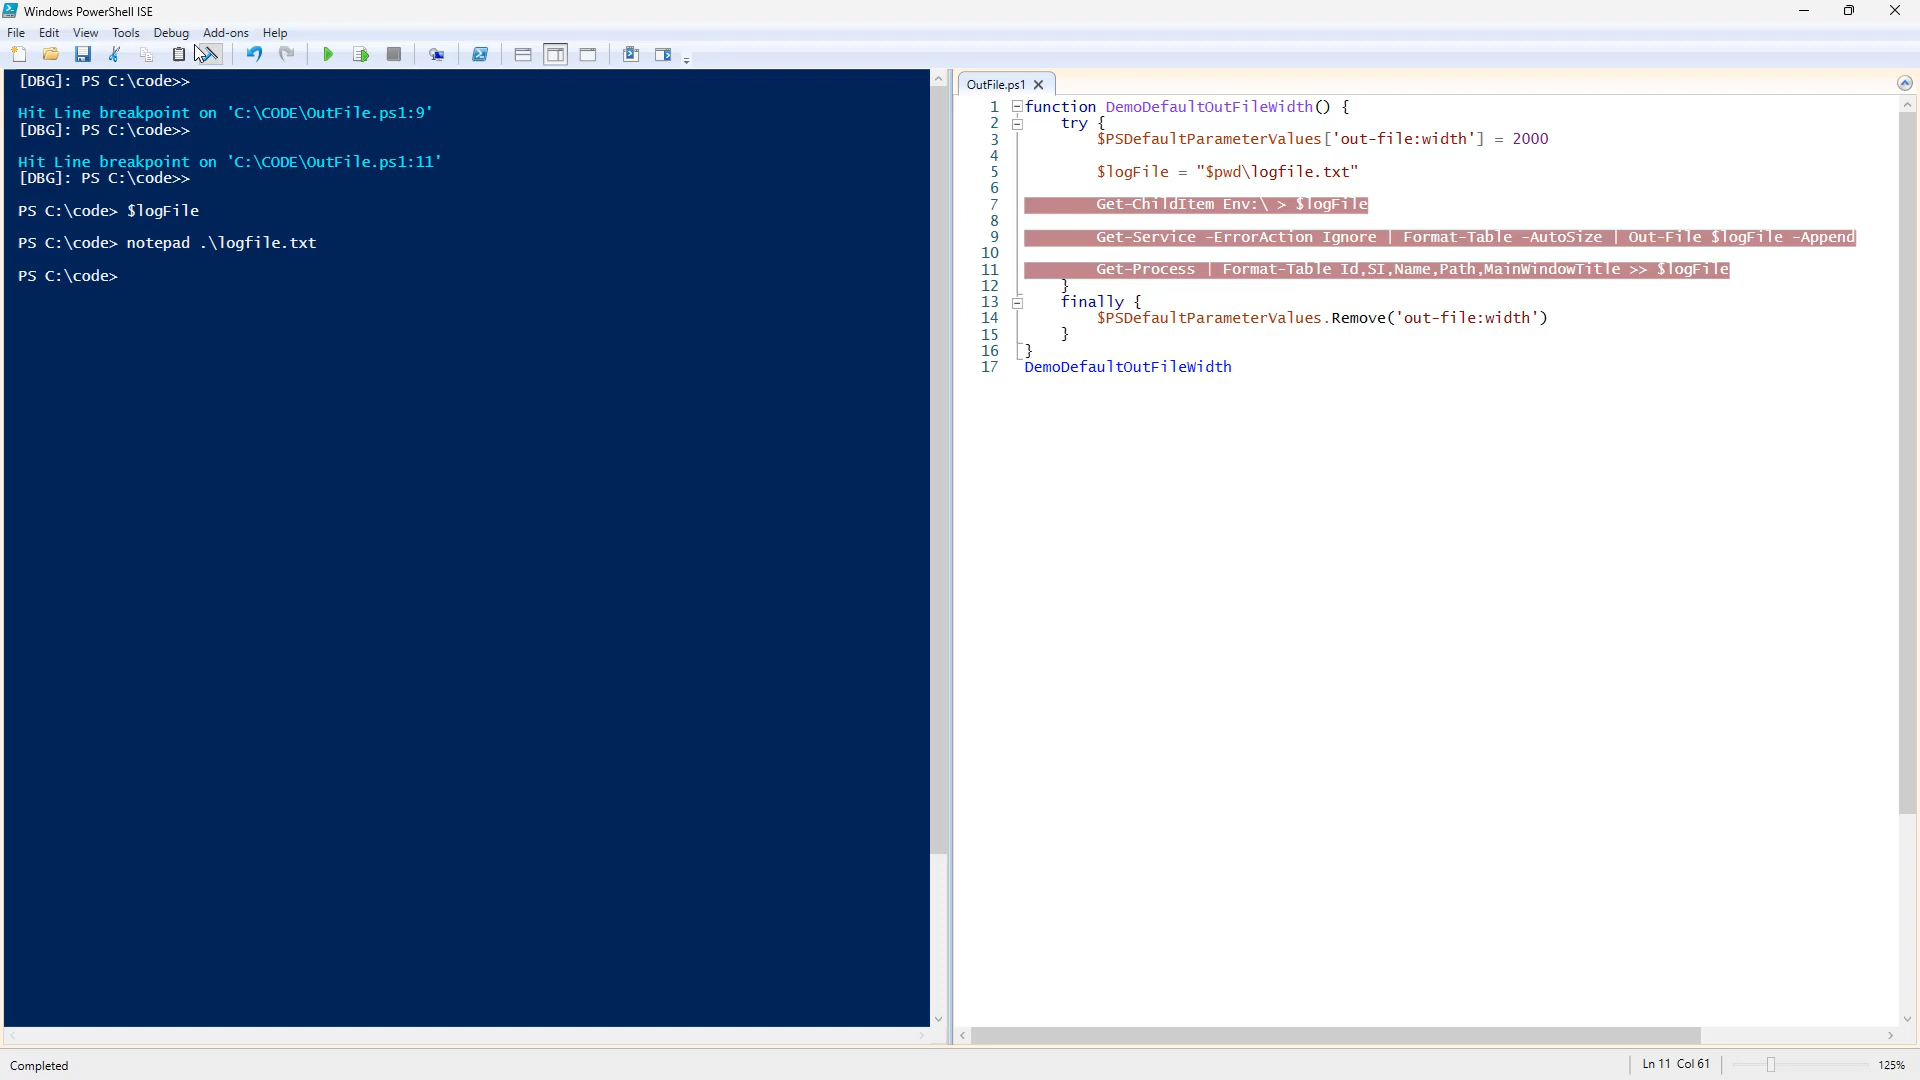 Windows PowerShell ISE
File Edit View Tools Debug Add-ons Help
[DBG]: PS C:\code>>
Hit Line breakpoint on 'C:\CODE\OutFile.ps1:9'
[DBG]: PS C:\code>>
Hit Line breakpoint on 'C:\CODE\OutFile.ps1:11'
[DBG]: PS C:\code>>
PS C:\code> $logFile
PS C:\code> notepad .\logfile.txt
PS C:\code>
OutFile.ps1
1 function DemoDefaultOutFileWidth() {
2 try {
3 $PSDefaultParameterValues['out-file:width'] = 2000
4
5 $logFile = "$pwd\logfile.txt"
6
7 Get-ChildItem Env:\ > $logFile
8
9 Get-Service -ErrorAction Ignore | Format-Table -AutoSize | Out-File $logFile -Append
10
11 Get-Process | Format-Table Id,SI,Name,Path,MainWindowTitle >> $logFile
12 }
13 finally {
14 $PSDefaultParameterValues.Remove('out-file:width')
15 }
16 }
17 DemoDefaultOutFileWidth
Completed
Ln 11 Col 61
125%